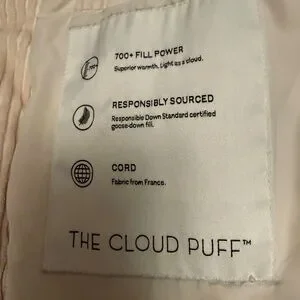 700+ FILL POWER
Superior warmth. Light as a cloud.
RESPONSIBLY SOURCED
Responsible Down Standard certified
goose-down fill.
CORD
Fabric from France.
THE CLOUD PUFF™